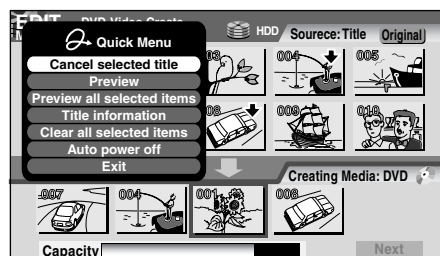 EDIT DVD-Video Create HDD Sourece: Title Original
Quick Menu
Cancel selected title
Preview
Preview all selected items
Title information
Clear all selected items
Auto power off
Exit
003 004 005
008 009 010
Creating Media: DVD
007 004 001 008
Capacity Next